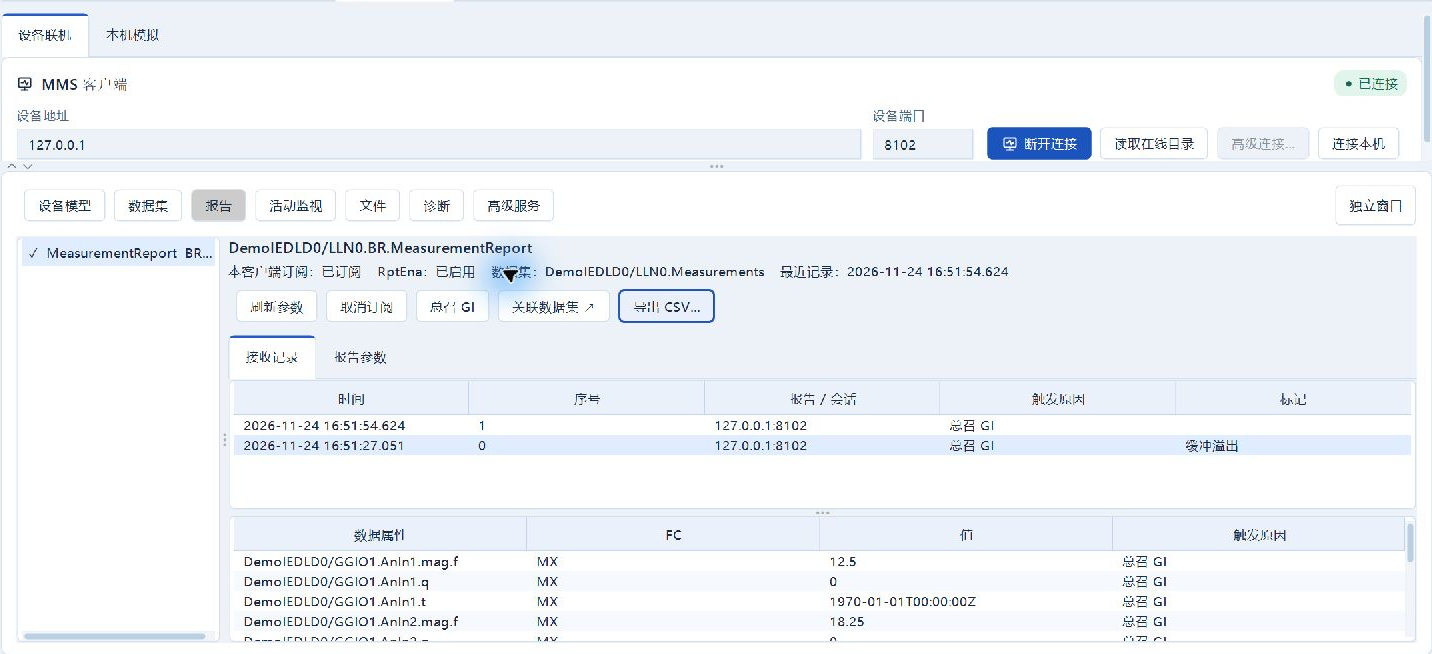 设备联机 本机模拟
MMS 客户端 已连接
设备地址 设备端口
127.0.0.1 8102 断开连接 读取在线目录 高级连接... 连接本机
设备模型 数据集 报告 活动监视 文件 诊断 高级服务 独立窗口
✓ MeasurementReport BR... DemoIEDLD0/LLN0.BR.MeasurementReport
本客户端订阅: 已订阅 RptEna: 已启用 数据集: DemoIEDLD0/LLN0.Measurements 最近记录: 2026-11-24 16:51:54.624
刷新参数 取消订阅 总召 GI 关联数据集 ↗ 导出 CSV...
接收记录 报告参数
时间 序号 报告 / 会话 触发原因 标记
2026-11-24 16:51:54.624 1 127.0.0.1:8102 总召 GI
2026-11-24 16:51:27.051 0 127.0.0.1:8102 总召 GI 缓冲溢出
数据属性 FC 值 触发原因
DemoIEDLD0/GGIO1.AnIn1.mag.f MX 12.5 总召 GI
DemoIEDLD0/GGIO1.AnIn1.q MX 0 总召 GI
DemoIEDLD0/GGIO1.AnIn1.t MX 1970-01-01T00:00:00Z 总召 GI
DemoIEDLD0/GGIO1.AnIn2.mag.f MX 18.25 总召 GI
DemoIEDLD0/GGIO1.AnIn2.q MX 0 总召 GI